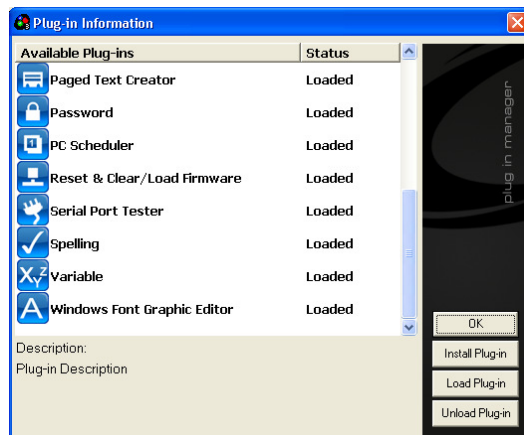 Plug-in Information
Available Plug-ins Status
Paged Text Creator Loaded
Password Loaded
1 PC Scheduler Loaded
Reset & Clear/Load Firmware Loaded
Serial Port Tester Loaded
Spelling Loaded
XYZ Variable Loaded
A Windows Font Graphic Editor Loaded
plug in manager
Description:
Plug-in Description
OK
Install Plug-in
Load Plug-in
Unload Plug-in